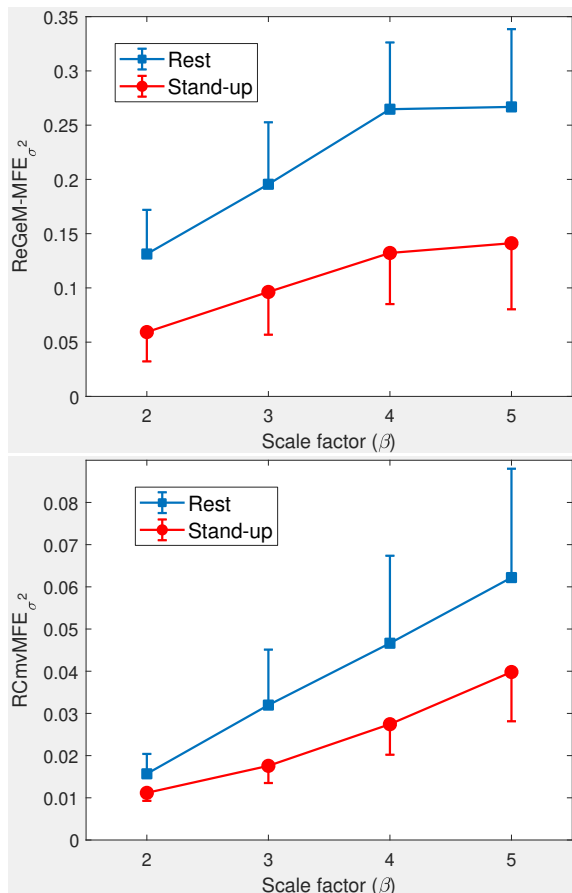 0.35
0.3
0.25
0.2
0.15
0.1
0.05
0
ReGeM-MFE_σ²
Rest
Stand-up
2 3 4 5
Scale factor (β)
0.08
0.07
0.06
0.05
0.04
0.03
0.02
0.01
0
RCmvMFE_σ²
Rest
Stand-up
2 3 4 5
Scale factor (β)